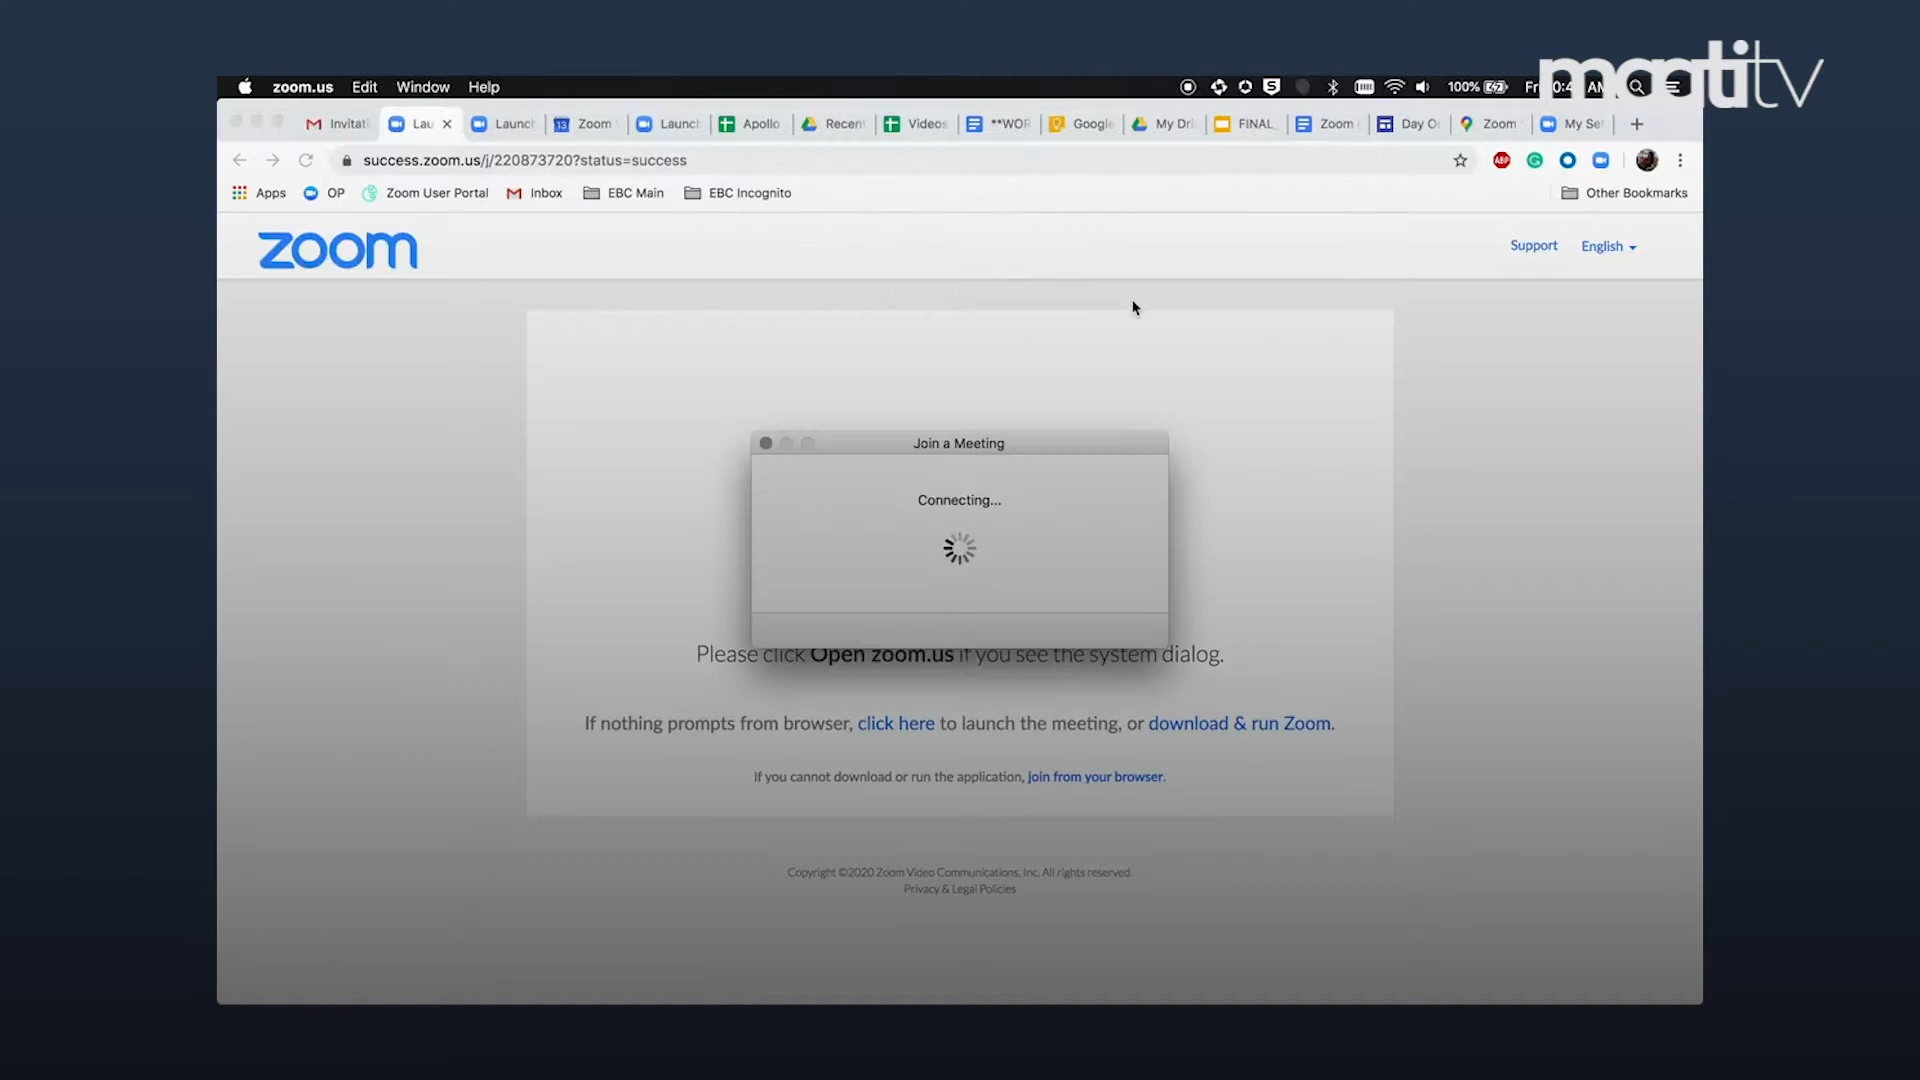 maatitv
zoom.us Edit Window Help 100% AM
Invitati Lau Launch Zoom Launch Apollo Recent Videos **WOR Google My Dri FINAL_ Zoom Day O Zoom My Set
success.zoom.us/j/220873720?status=success
Apps OP Zoom User Portal Inbox EBC Main EBC Incognito Other Bookmarks
zoom
Support English
Join a Meeting
Connecting...
Please click Open zoom.us if you see the system dialog.
If nothing prompts from browser, click here to launch the meeting, or download & run Zoom.
If you cannot download or run the application, join from your browser.
Copyright ©2020 Zoom Video Communications, Inc. All rights reserved.
Privacy & Legal Policies